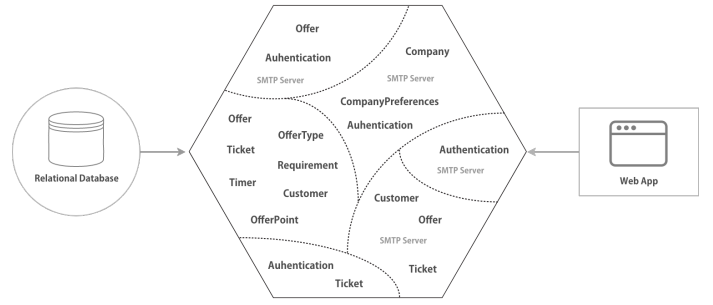 Offer
Auhentication
SMTP Server
Company
SMTP Server
CompanyPreferences
Auhentication
Offer
OfferType
Ticket
Requirement
Timer
Customer
OfferPoint
Authentication
SMTP Server
Customer
Offer
SMTP Server
Ticket
Auhentication
Ticket
Relational Database
Web App